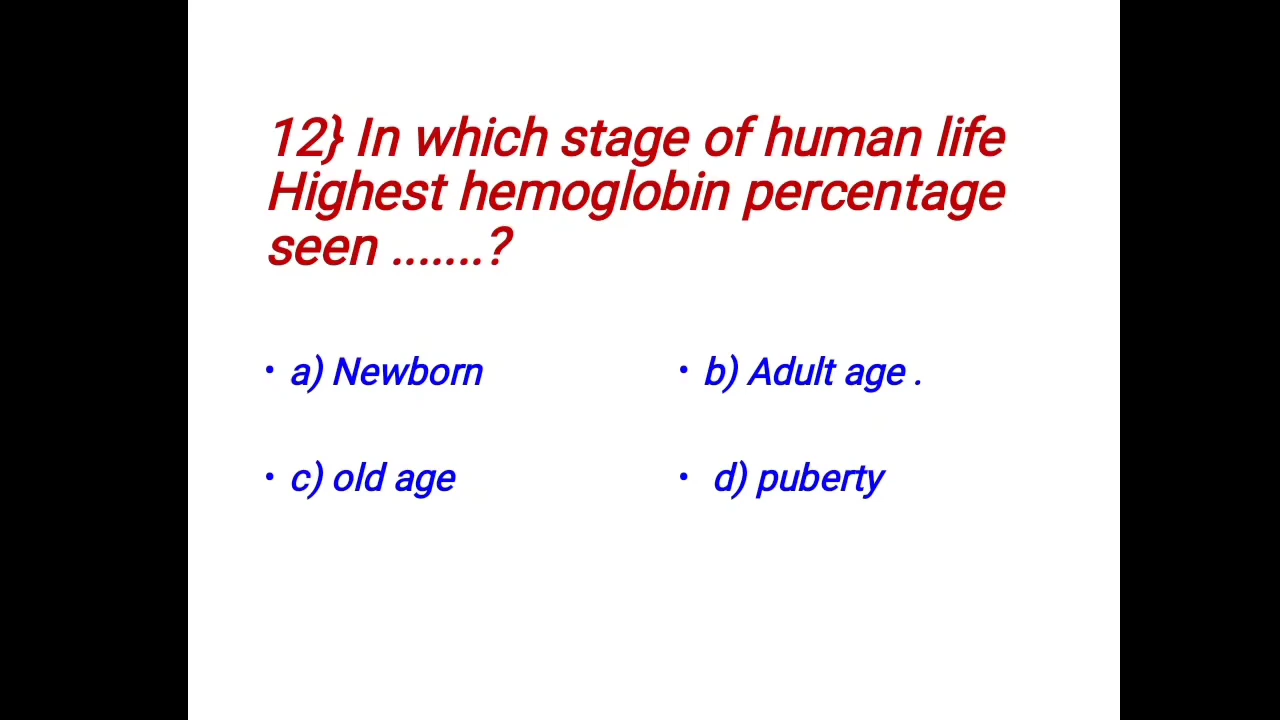 12} In which stage of human life
Highest hemoglobin percentage
seen .......?
• a) Newborn
• b) Adult age .
• c) old age
• d) puberty